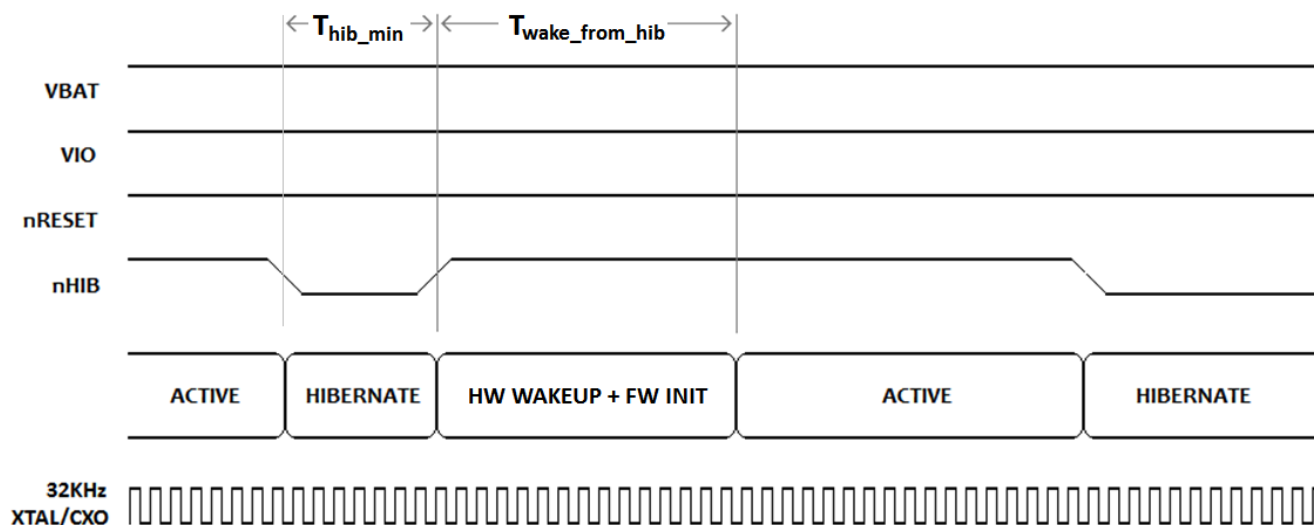 T_hib_min T_wake_from_hib
VBAT
VIO
nRESET
nHIB
ACTIVE HIBERNATE HW WAKEUP + FW INIT ACTIVE HIBERNATE
32KHz
XTAL/CXO